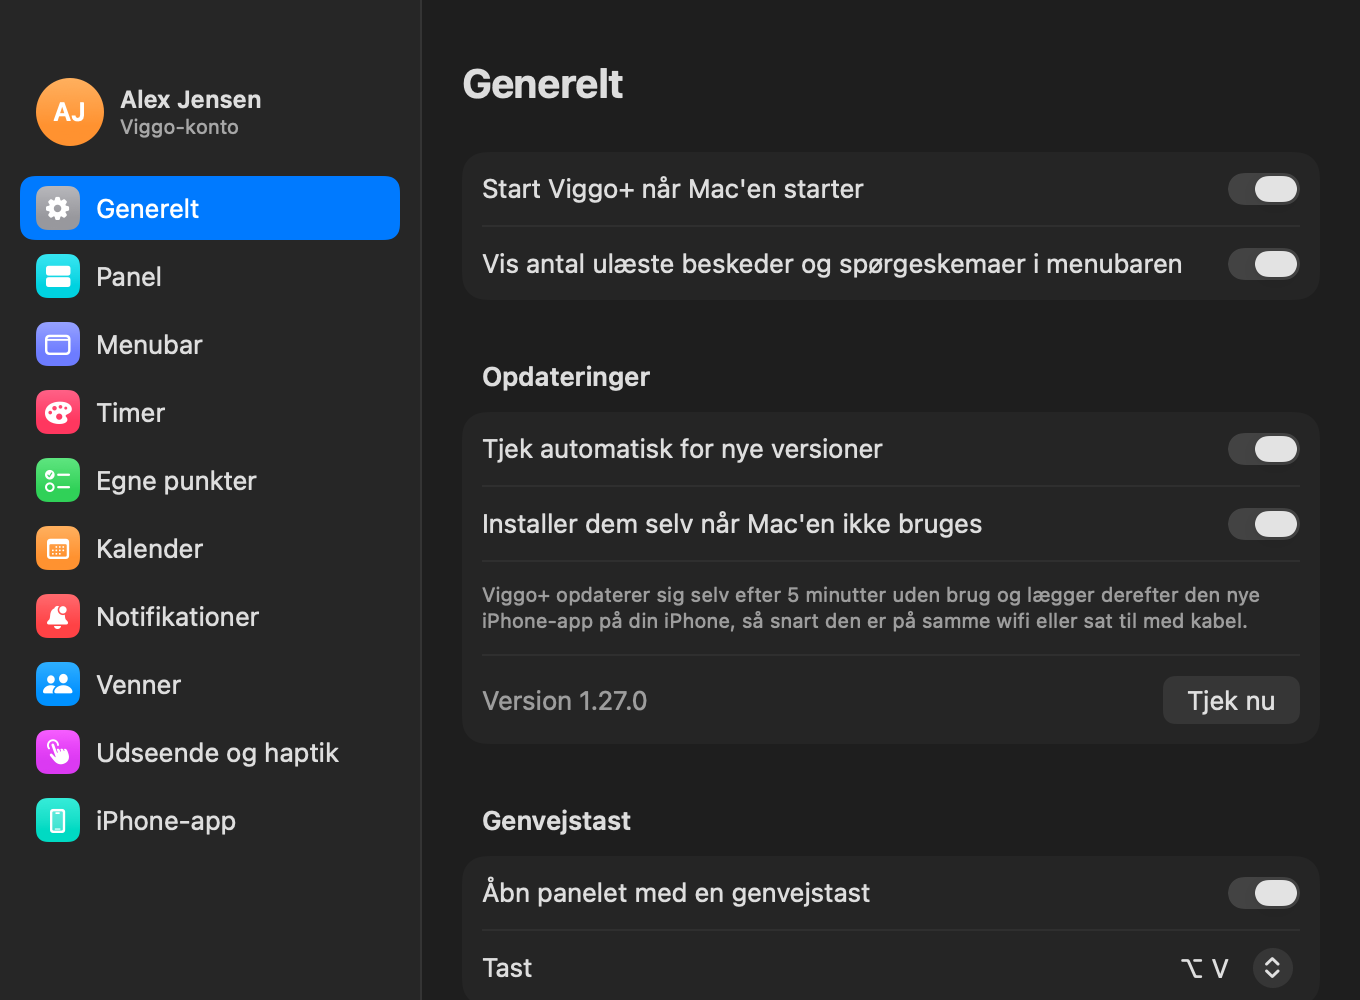 AJ
Alex Jensen
Viggo-konto
Generelt
Panel
Menubar
Timer
Egne punkter
Kalender
Notifikationer
Venner
Udseende og haptik
iPhone-app
Generelt
Start Viggo+ når Mac'en starter
Vis antal ulæste beskeder og spørgeskemaer i menubaren
Opdateringer
Tjek automatisk for nye versioner
Installer dem selv når Mac'en ikke bruges
Viggo+ opdaterer sig selv efter 5 minutter uden brug og lægger derefter den nye
iPhone-app på din iPhone, så snart den er på samme wifi eller sat til med kabel.
Version 1.27.0
Tjek nu
Genvejstast
Åbn panelet med en genvejstast
Tast
⌥ V